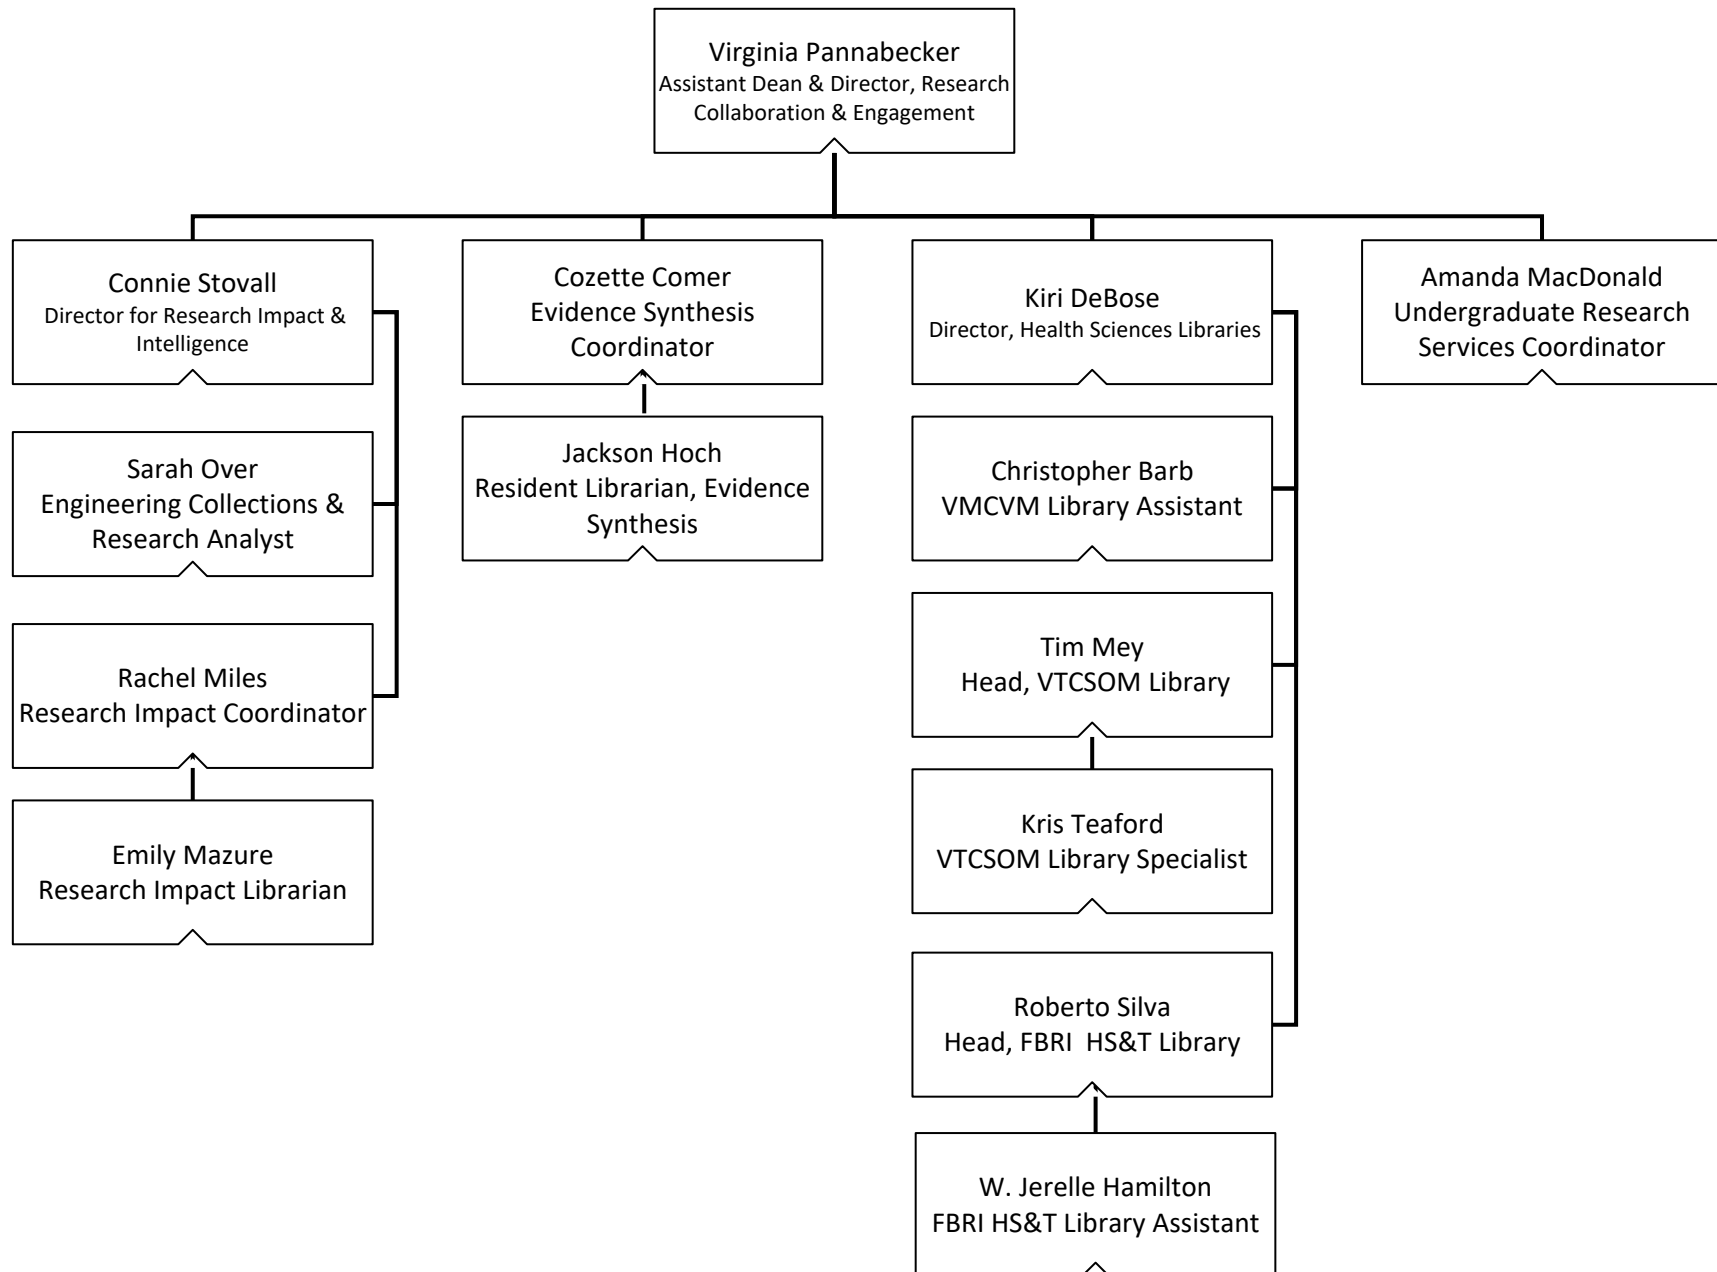 Virginia Pannabecker
Assistant Dean & Director, Research
Collaboration & Engagement
Connie Stovall
Director for Research Impact &
Intelligence
Cozette Comer
Evidence Synthesis
Coordinator
Kiri DeBose
Director, Health Sciences Libraries
Amanda MacDonald
Undergraduate Research
Services Coordinator
Sarah Over
Engineering Collections &
Research Analyst
Jackson Hoch
Resident Librarian, Evidence
Synthesis
Christopher Barb
VMCVM Library Assistant
Rachel Miles
Research Impact Coordinator
Tim Mey
Head, VTCSOM Library
Emily Mazure
Research Impact Librarian
Kris Teaford
VTCSOM Library Specialist
Roberto Silva
Head, FBRI  HS&T Library
W. Jerelle Hamilton
FBRI HS&T Library Assistant